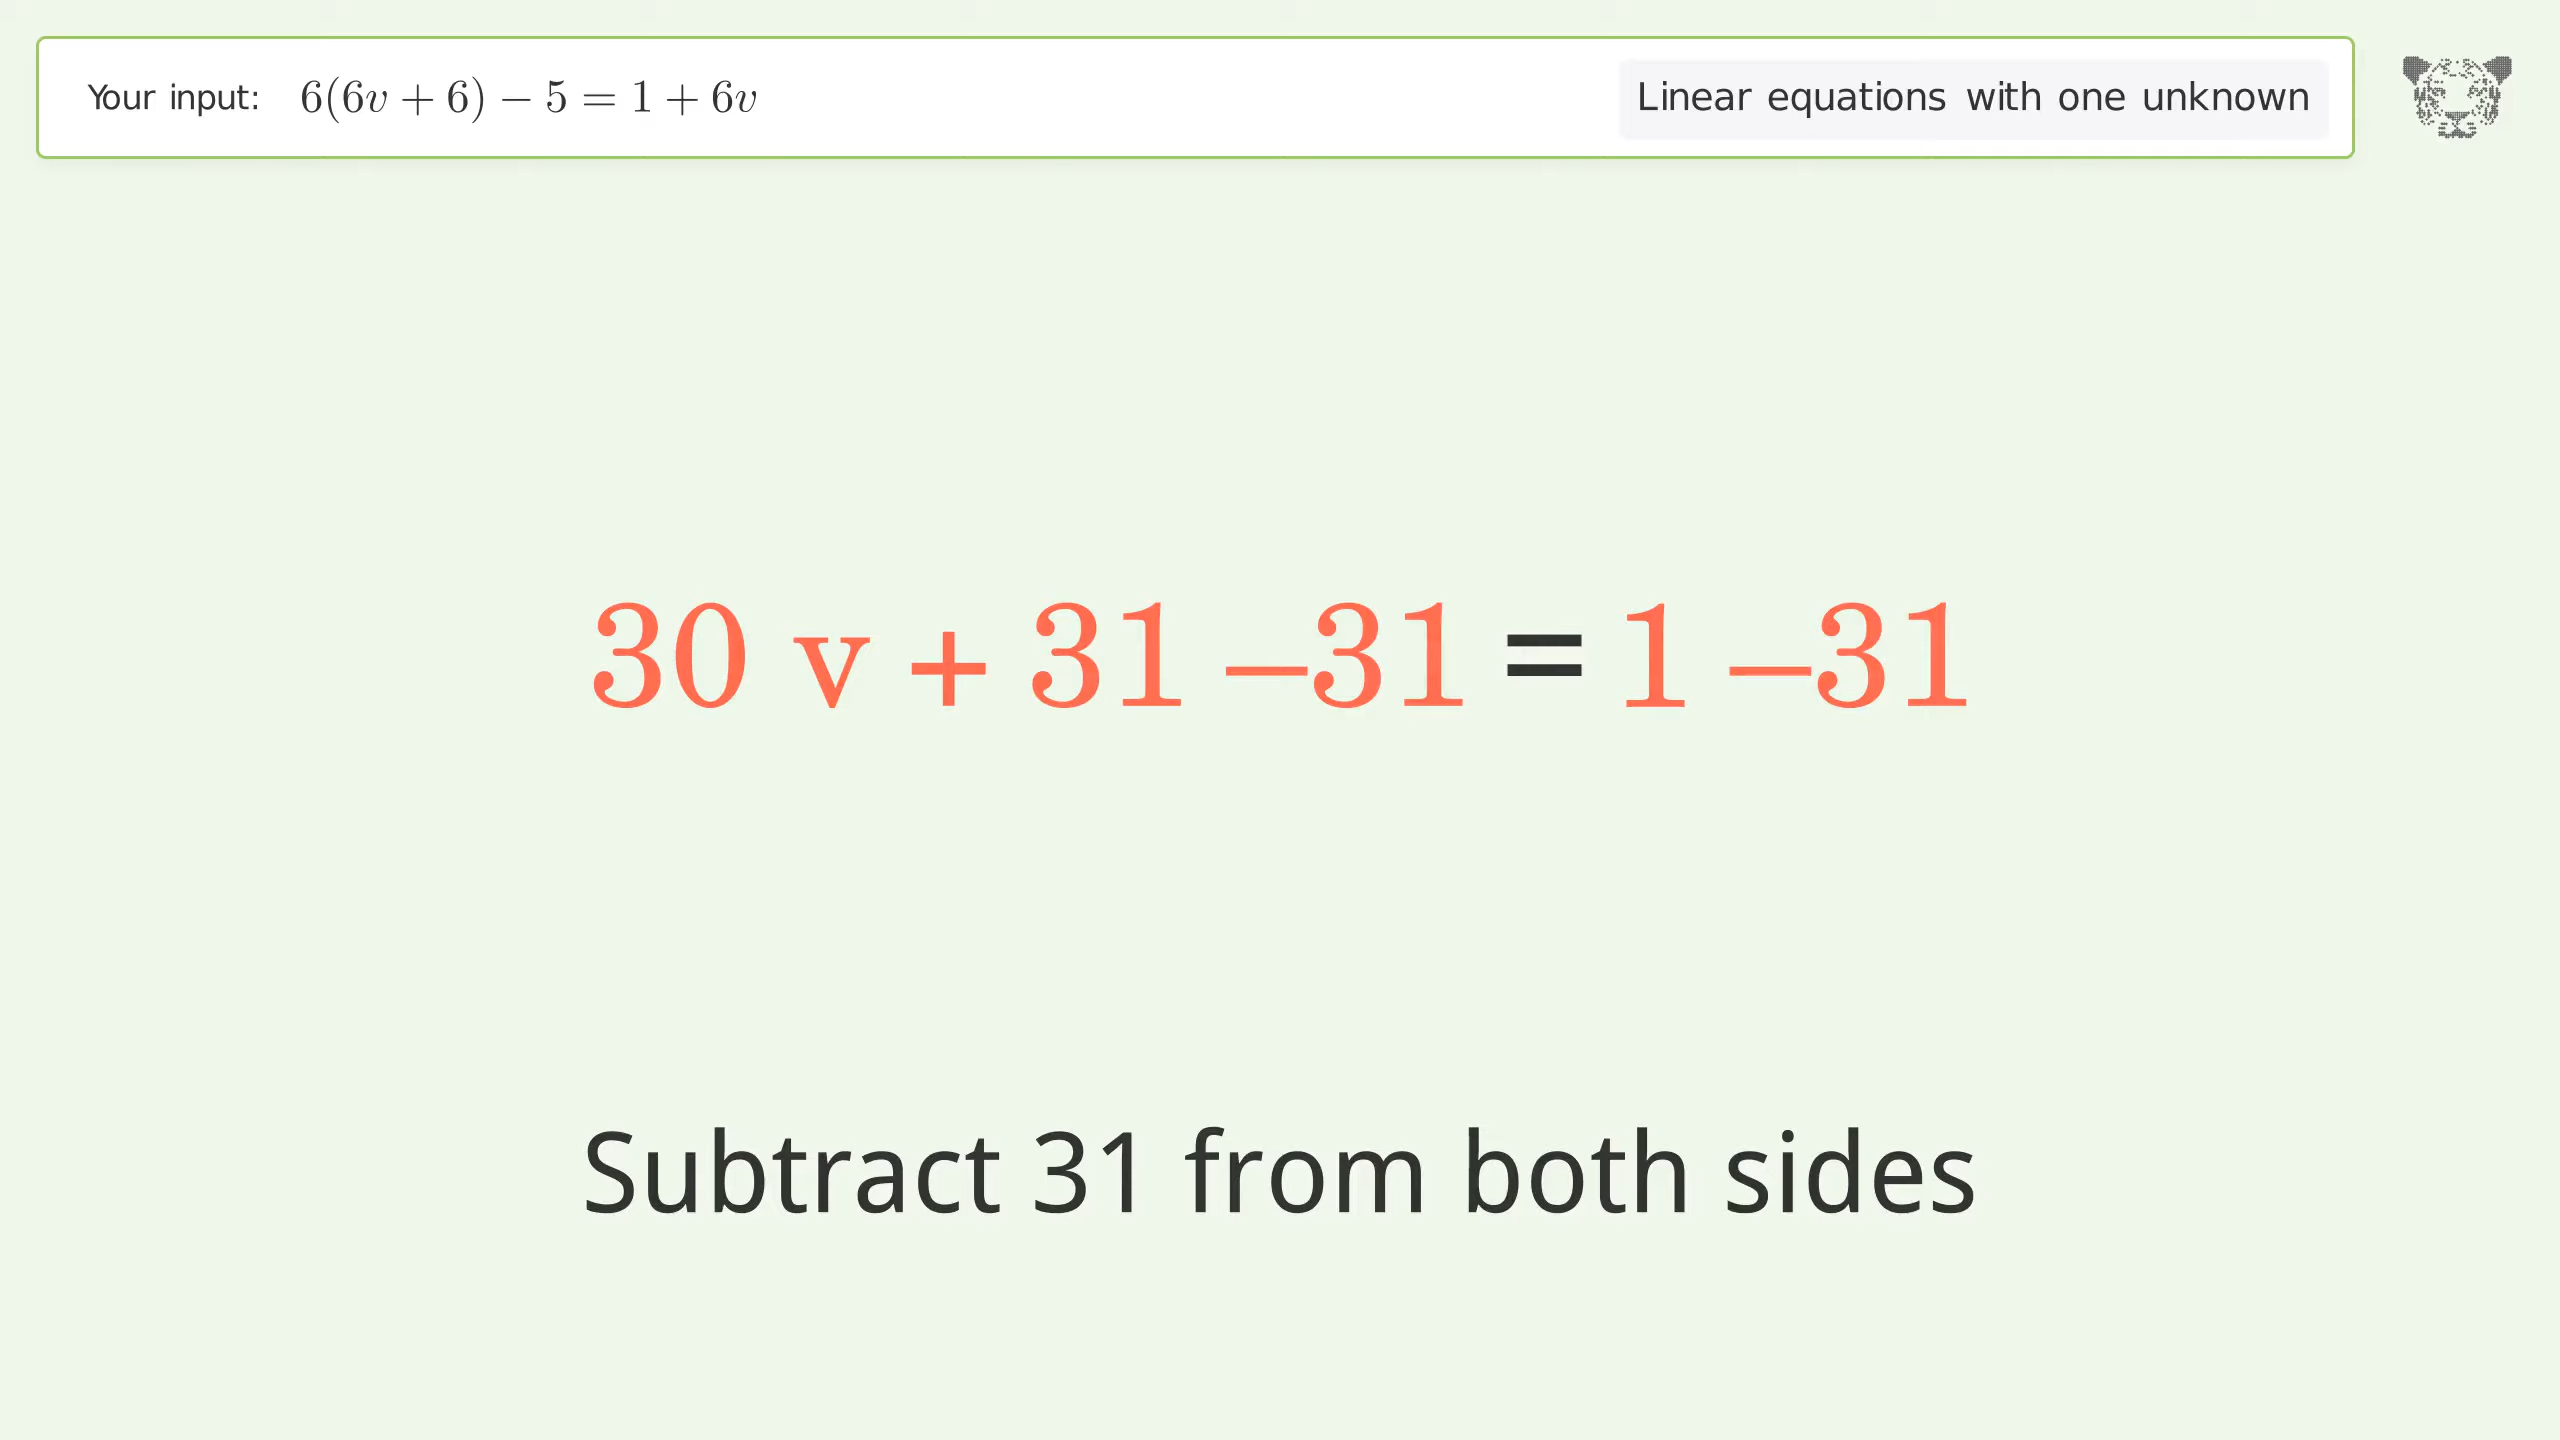 Your input: 6(6v + 6) − 5 = 1 + 6v
Linear equations with one unknown
30 v + 31 −31 = 1 −31
Subtract 31 from both sides